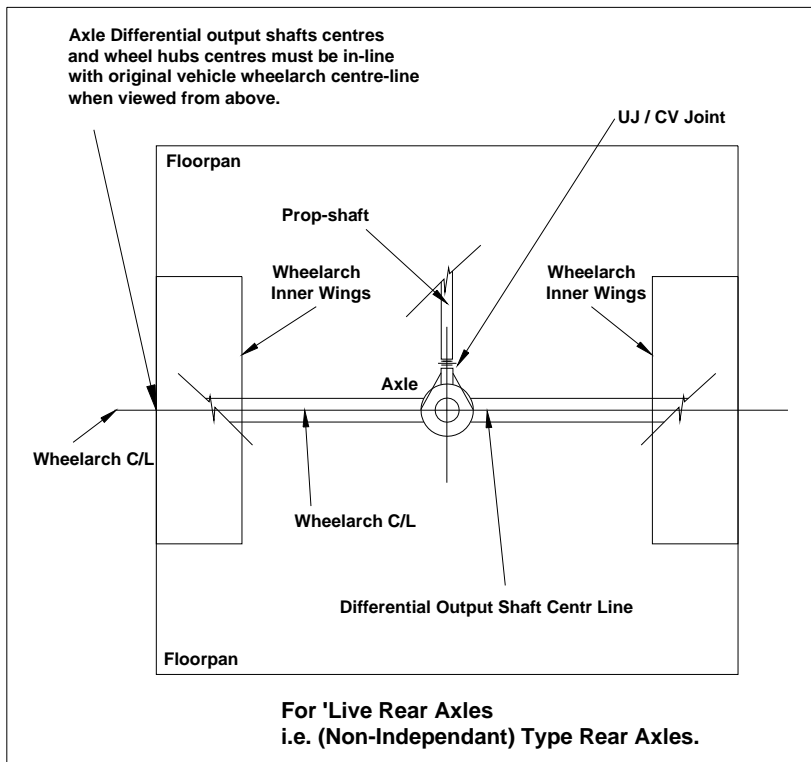 Axle Differential output shafts centres
and wheel hubs centres must be in-line
with original vehicle wheelarch centre-line
when viewed from above.
UJ / CV Joint
Floorpan
Prop-shaft
Wheelarch
Inner Wings
Wheelarch
Inner Wings
Axle
Wheelarch C/L
Wheelarch C/L
Differential Output Shaft Centr Line
Floorpan
For 'Live Rear Axles
i.e. (Non-Independant) Type Rear Axles.